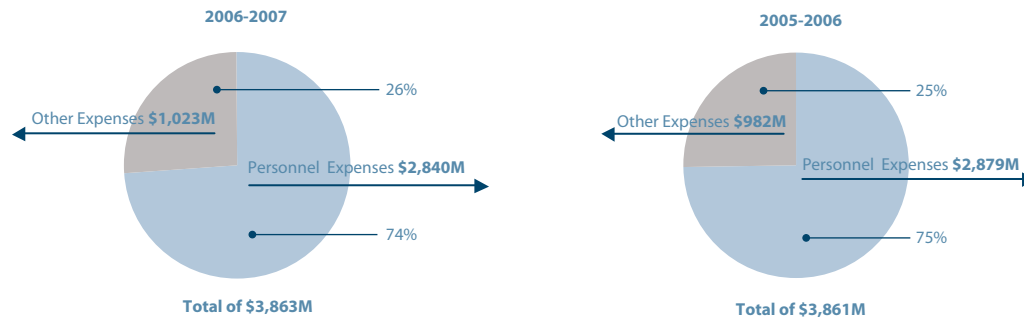 2006-2007
26%
Other Expenses $1,023M
Personnel Expenses $2,840M
74%
Total of $3,863M
2005-2006
25%
Other Expenses $982M
Personnel Expenses $2,879M
75%
Total of $3,861M